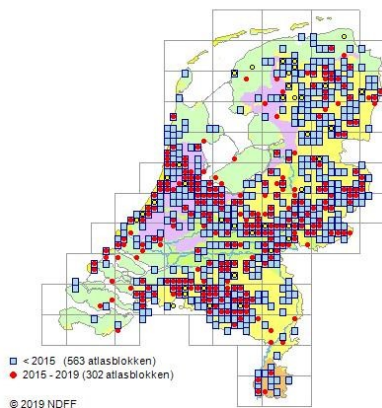 < 2015 (563 atlasblokken)
2015 - 2019 (302 atlasblokken)
© 2019 NDFF